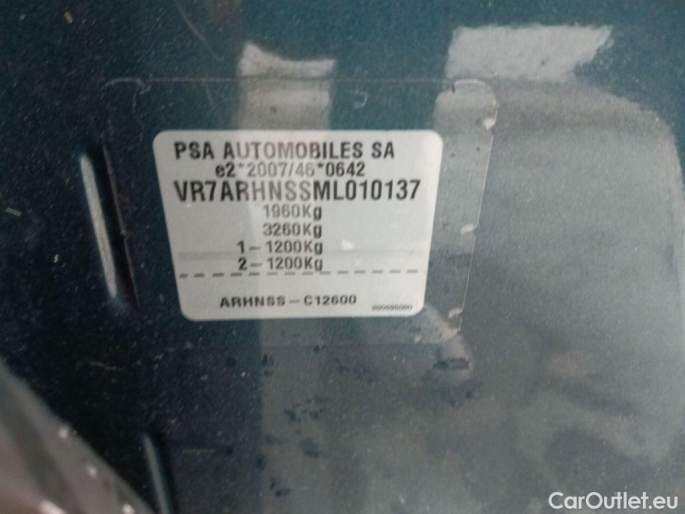 PSA AUTOMOBILES SA
e2*2007/46*0642
VR7ARHNSSML010137
1960Kg
3260Kg
1-1200Kg
2-1200Kg
ARHNSS-C12600
CarOutlet.eu